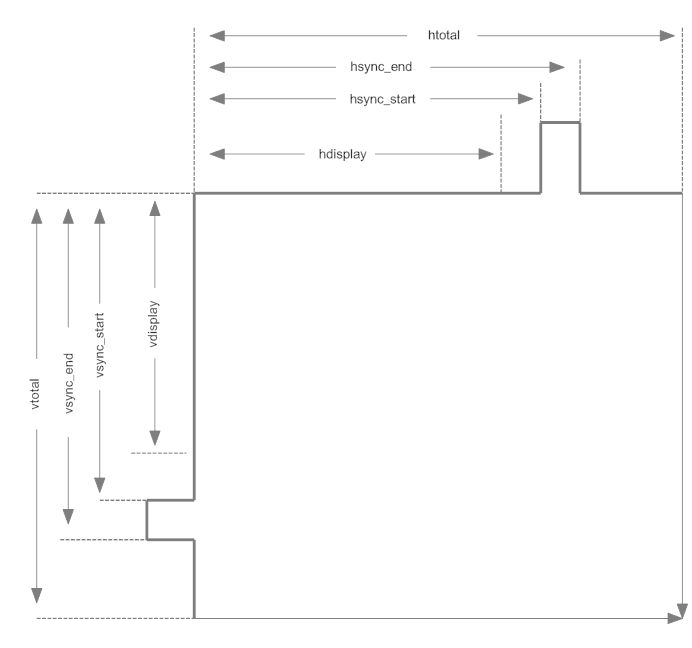 htotal
hsync_end
hsync_start
hdisplay
vtotal
vsync_end
vsync_start
vdisplay